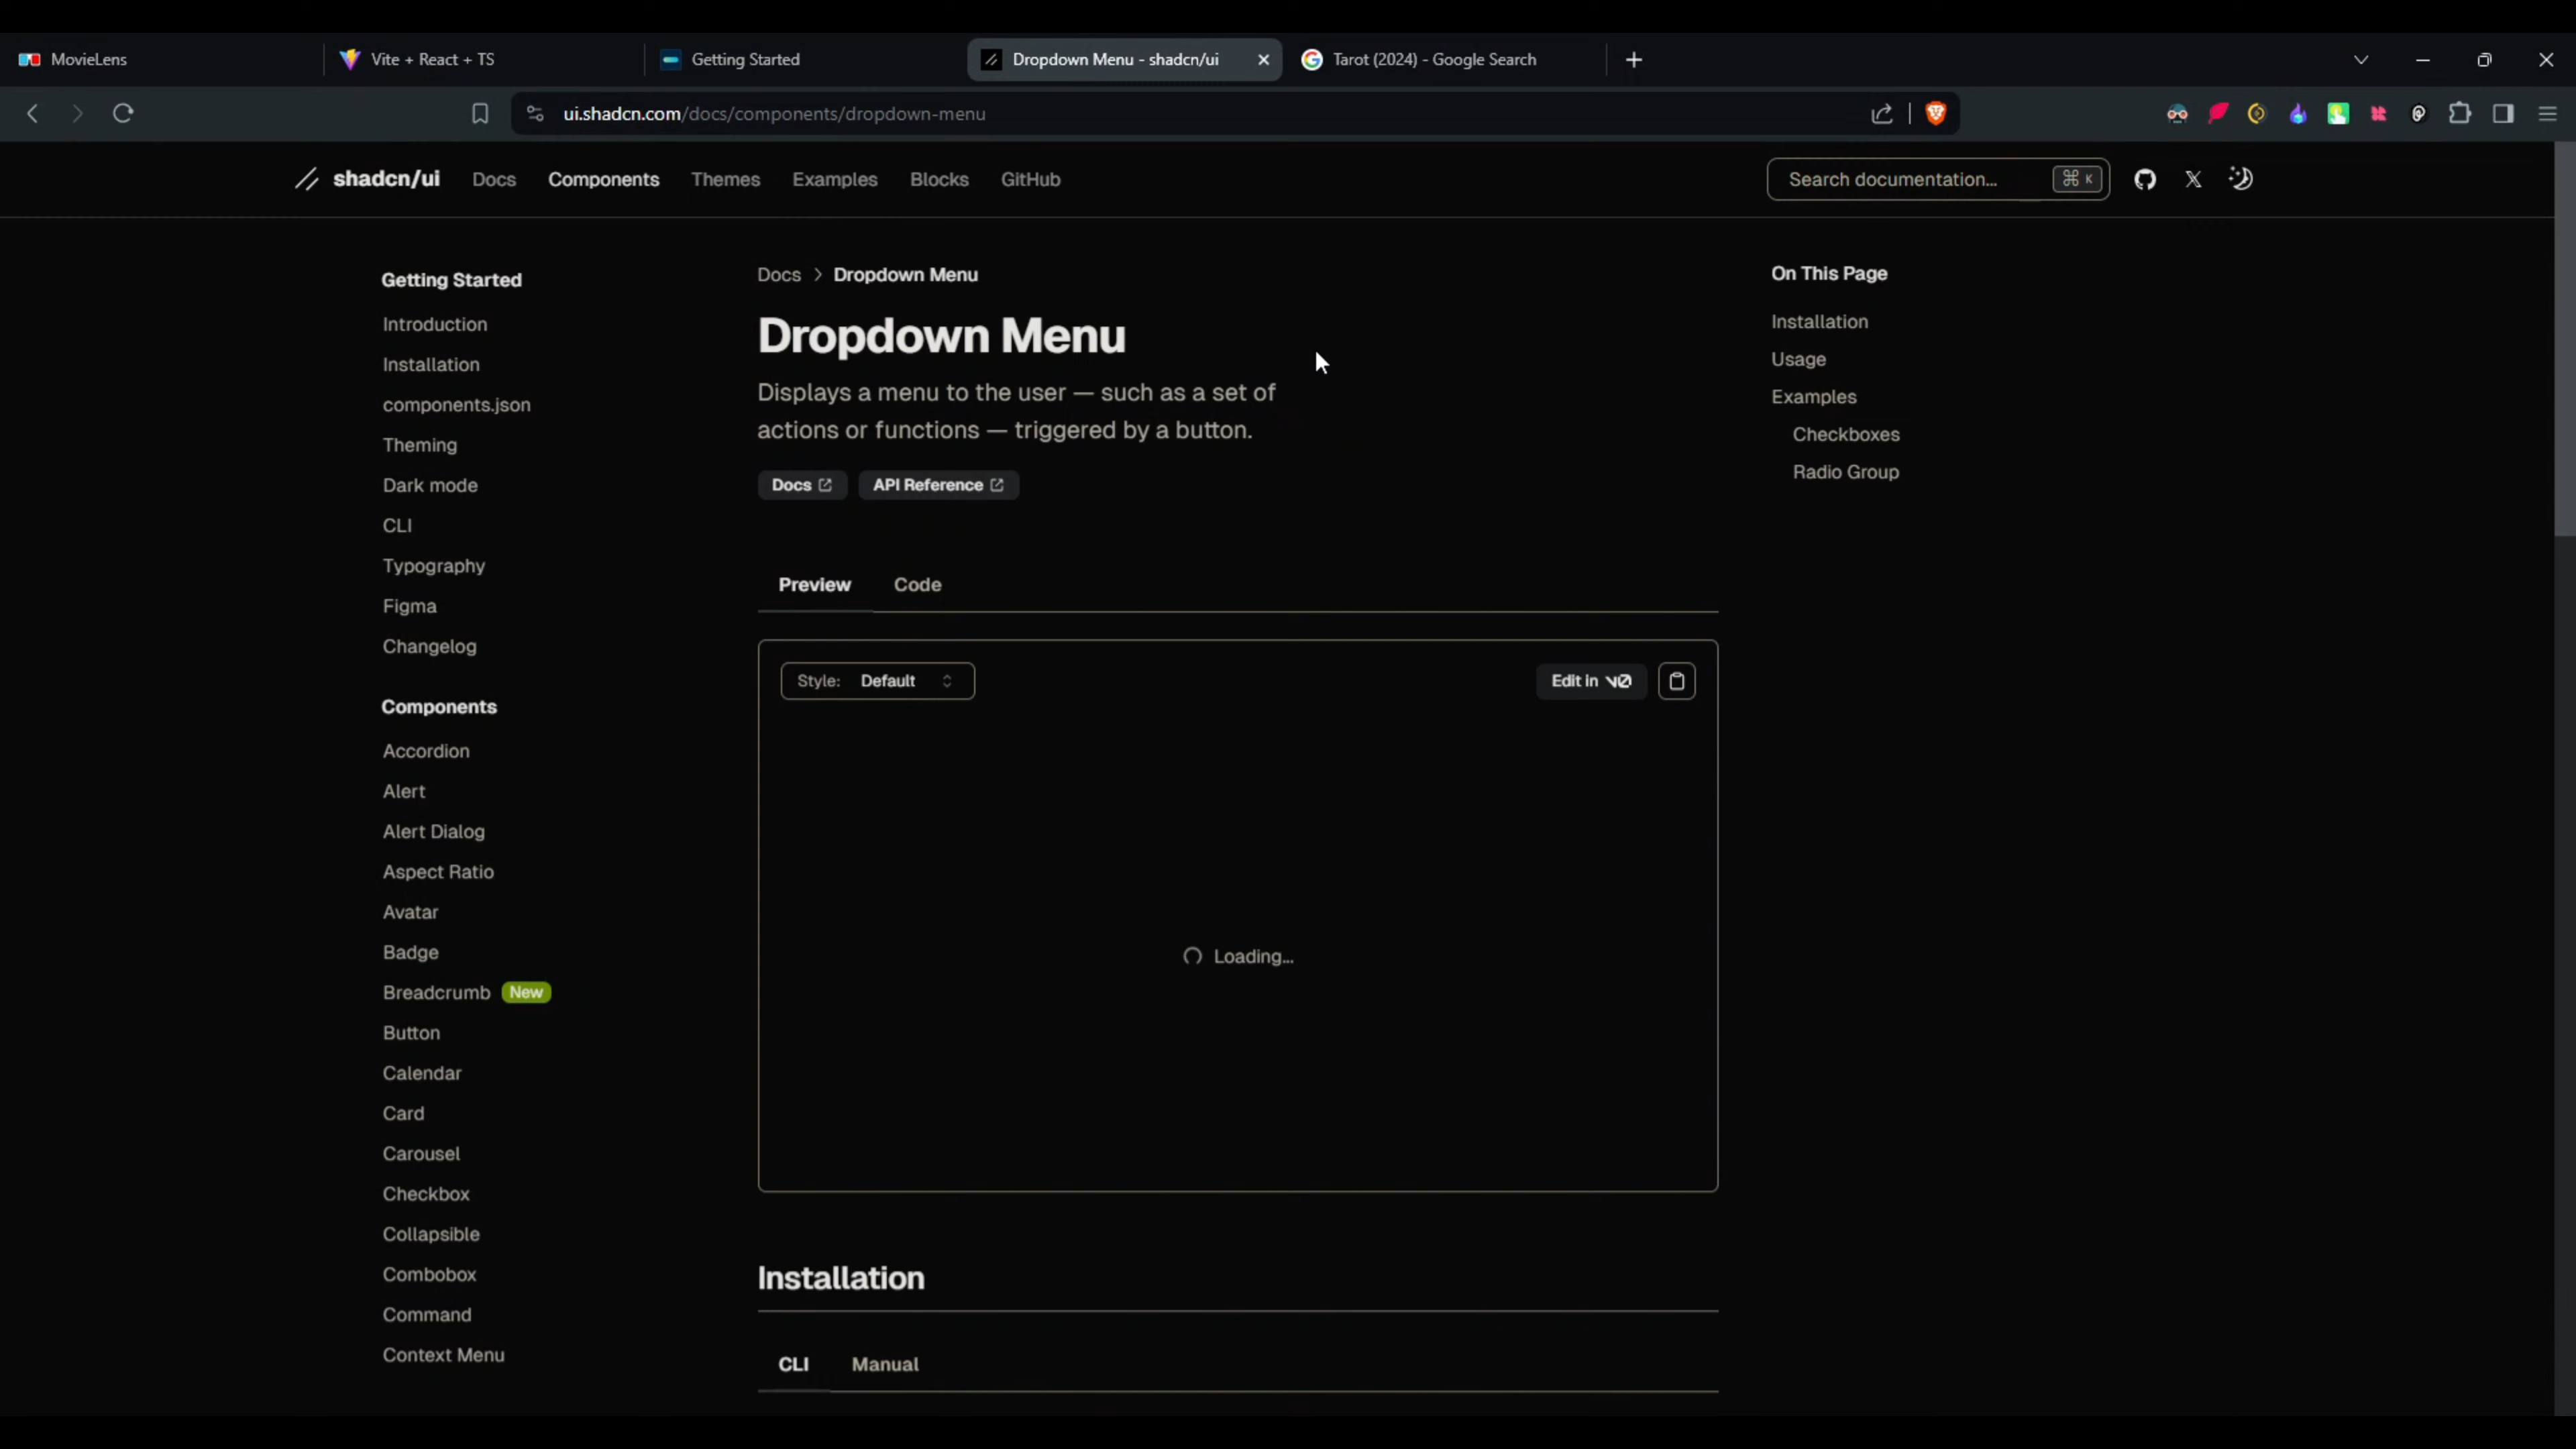 MovieLens
Vite + React + TS
Getting Started
Dropdown Menu - shadcn/ui
Tarot (2024) - Google Search
ui.shadcn.com/docs/components/dropdown-menu
shadcn/ui
Docs
Components
Themes
Examples
Blocks
GitHub
Search documentation...
⌘ K
Getting Started
Introduction
Installation
components.json
Theming
Dark mode
CLI
Typography
Figma
Changelog
Components
Accordion
Alert
Alert Dialog
Aspect Ratio
Avatar
Badge
Breadcrumb New
Button
Calendar
Card
Carousel
Checkbox
Collapsible
Combobox
Command
Context Menu
Docs > Dropdown Menu
Dropdown Menu
Displays a menu to the user — such as a set of
actions or functions — triggered by a button.
Docs
API Reference
Preview
Code
Style: Default
Edit in v0
Loading...
Installation
CLI
Manual
On This Page
Installation
Usage
Examples
Checkboxes
Radio Group